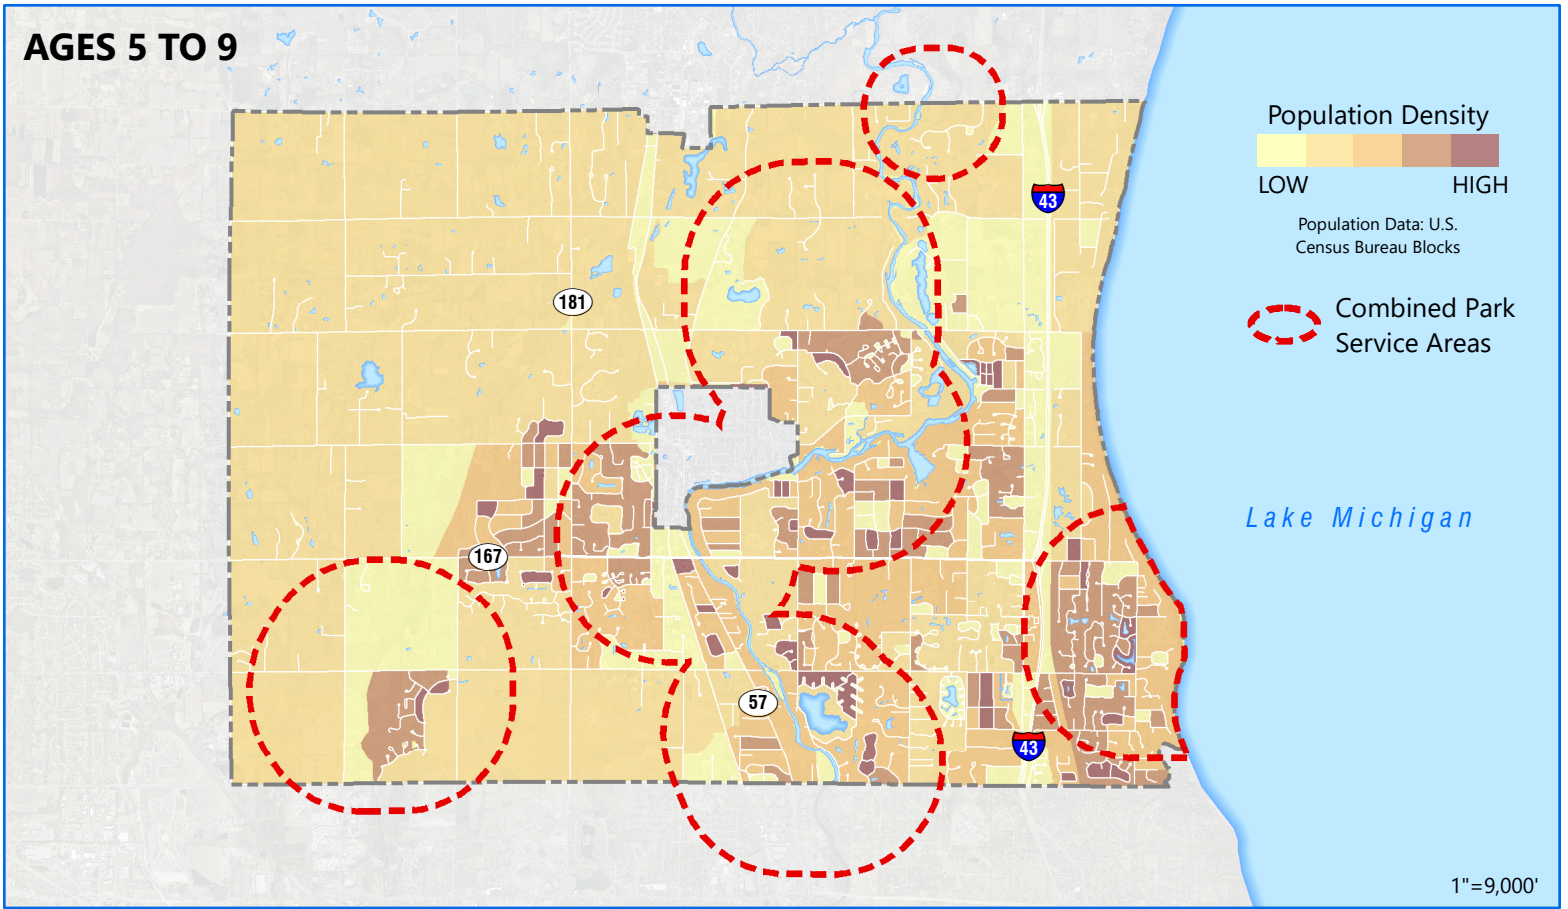 AGES 5 TO 9
Population Density
LOW HIGH
Population Data: U.S.
Census Bureau Blocks
Combined Park
Service Areas
43
181
Lake Michigan
167
57
43
1"=9,000'